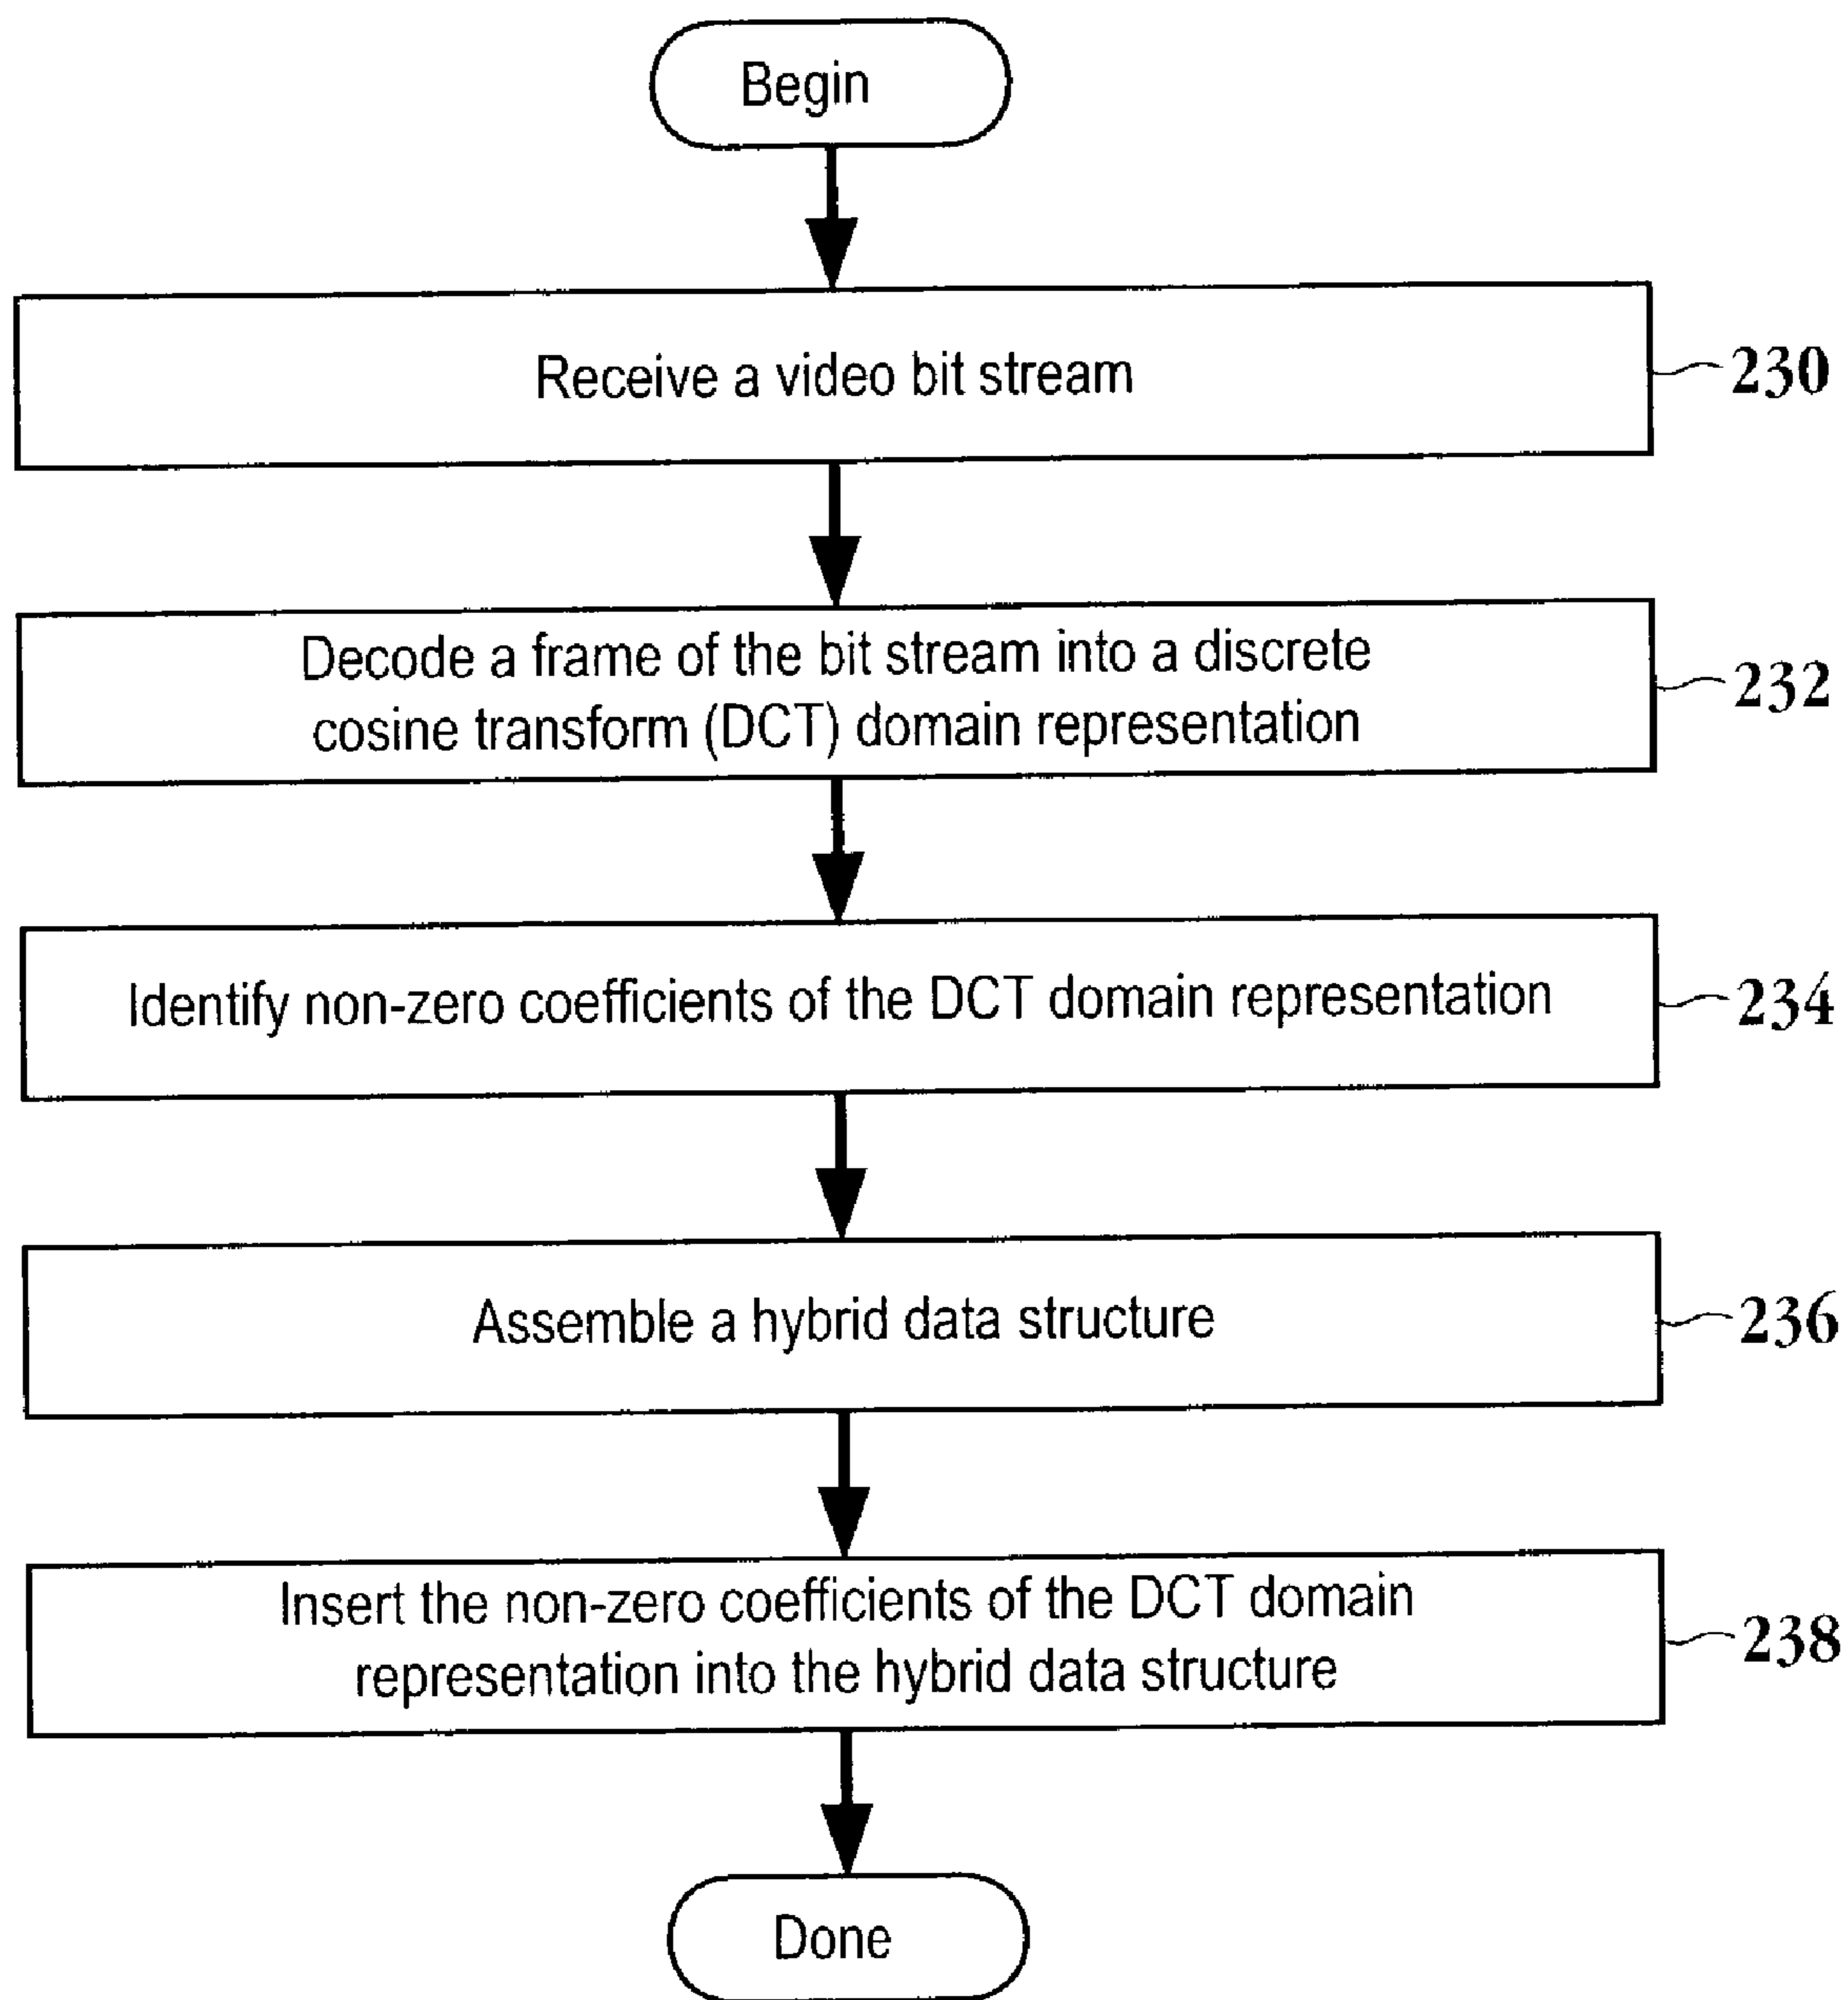 Begin
Receive a video bit stream
230
Decode a frame of the bit stream into a discrete
cosine transform (DCT) domain representation
232
Identify non-zero coefficients of the DCT domain representation
234
Assemble a hybrid data structure
236
Insert the non-zero coefficients of the DCT domain
representation into the hybrid data structure
238
Done